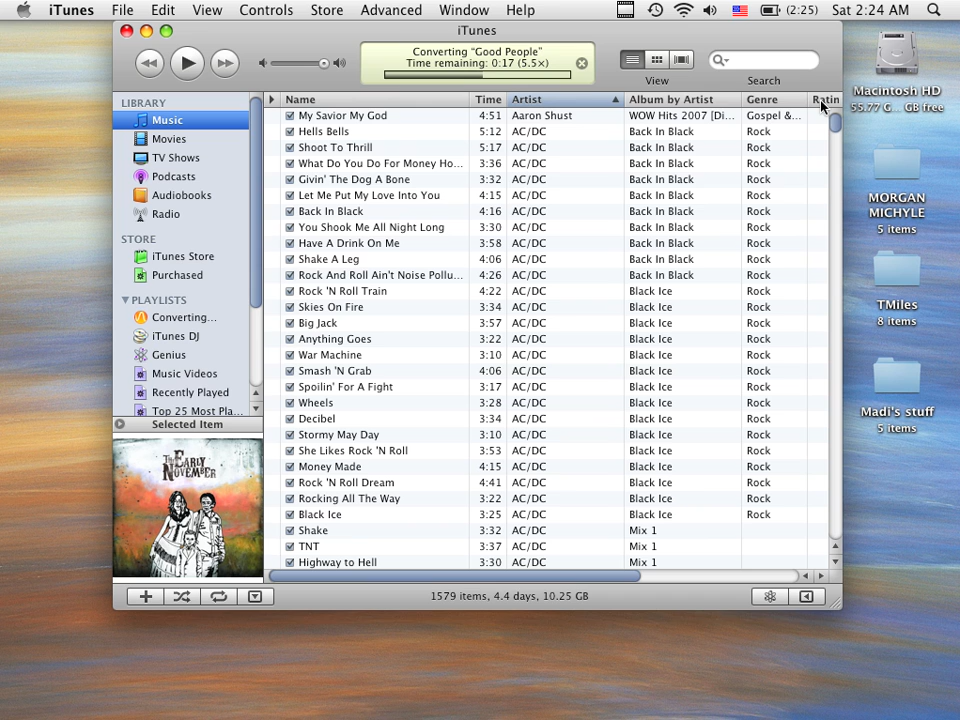 iTunes File Edit View Controls Store Advanced Window Help (2:25) Sat 2:24 AM
iTunes
Converting "Good People"
Time remaining: 0:17 (5.5×)
View Search
LIBRARY
Music
Movies
TV Shows
Podcasts
Audiobooks
Radio
STORE
iTunes Store
Purchased
PLAYLISTS
Converting...
iTunes DJ
Genius
Music Videos
Recently Played
Top 25 Most Pla...
Selected Item
THE EARLY
NOVEMBER
Name Time Artist Album by Artist Genre Ratin
My Savior My God 4:51 Aaron Shust WOW Hits 2007 [Di... Gospel &...
Hells Bells 5:12 AC/DC Back In Black Rock
Shoot To Thrill 5:17 AC/DC Back In Black Rock
What Do You Do For Money Ho... 3:36 AC/DC Back In Black Rock
Givin' The Dog A Bone 3:32 AC/DC Back In Black Rock
Let Me Put My Love Into You 4:15 AC/DC Back In Black Rock
Back In Black 4:16 AC/DC Back In Black Rock
You Shook Me All Night Long 3:30 AC/DC Back In Black Rock
Have A Drink On Me 3:58 AC/DC Back In Black Rock
Shake A Leg 4:06 AC/DC Back In Black Rock
Rock And Roll Ain't Noise Pollu... 4:26 AC/DC Back In Black Rock
Rock 'N Roll Train 4:22 AC/DC Black Ice Rock
Skies On Fire 3:34 AC/DC Black Ice Rock
Big Jack 3:57 AC/DC Black Ice Rock
Anything Goes 3:22 AC/DC Black Ice Rock
War Machine 3:10 AC/DC Black Ice Rock
Smash 'N Grab 4:06 AC/DC Black Ice Rock
Spoilin' For A Fight 3:17 AC/DC Black Ice Rock
Wheels 3:28 AC/DC Black Ice Rock
Decibel 3:34 AC/DC Black Ice Rock
Stormy May Day 3:10 AC/DC Black Ice Rock
She Likes Rock 'N Roll 3:53 AC/DC Black Ice Rock
Money Made 4:15 AC/DC Black Ice Rock
Rock 'N Roll Dream 4:41 AC/DC Black Ice Rock
Rocking All The Way 3:22 AC/DC Black Ice Rock
Black Ice 3:25 AC/DC Black Ice Rock
Shake 3:32 AC/DC Mix 1
TNT 3:37 AC/DC Mix 1
Highway to Hell 3:30 AC/DC Mix 1
1579 items, 4.4 days, 10.25 GB
Macintosh HD
55.77 G... GB free
MORGAN
MICHYLE
5 items
TMiles
8 items
Madi's stuff
5 items